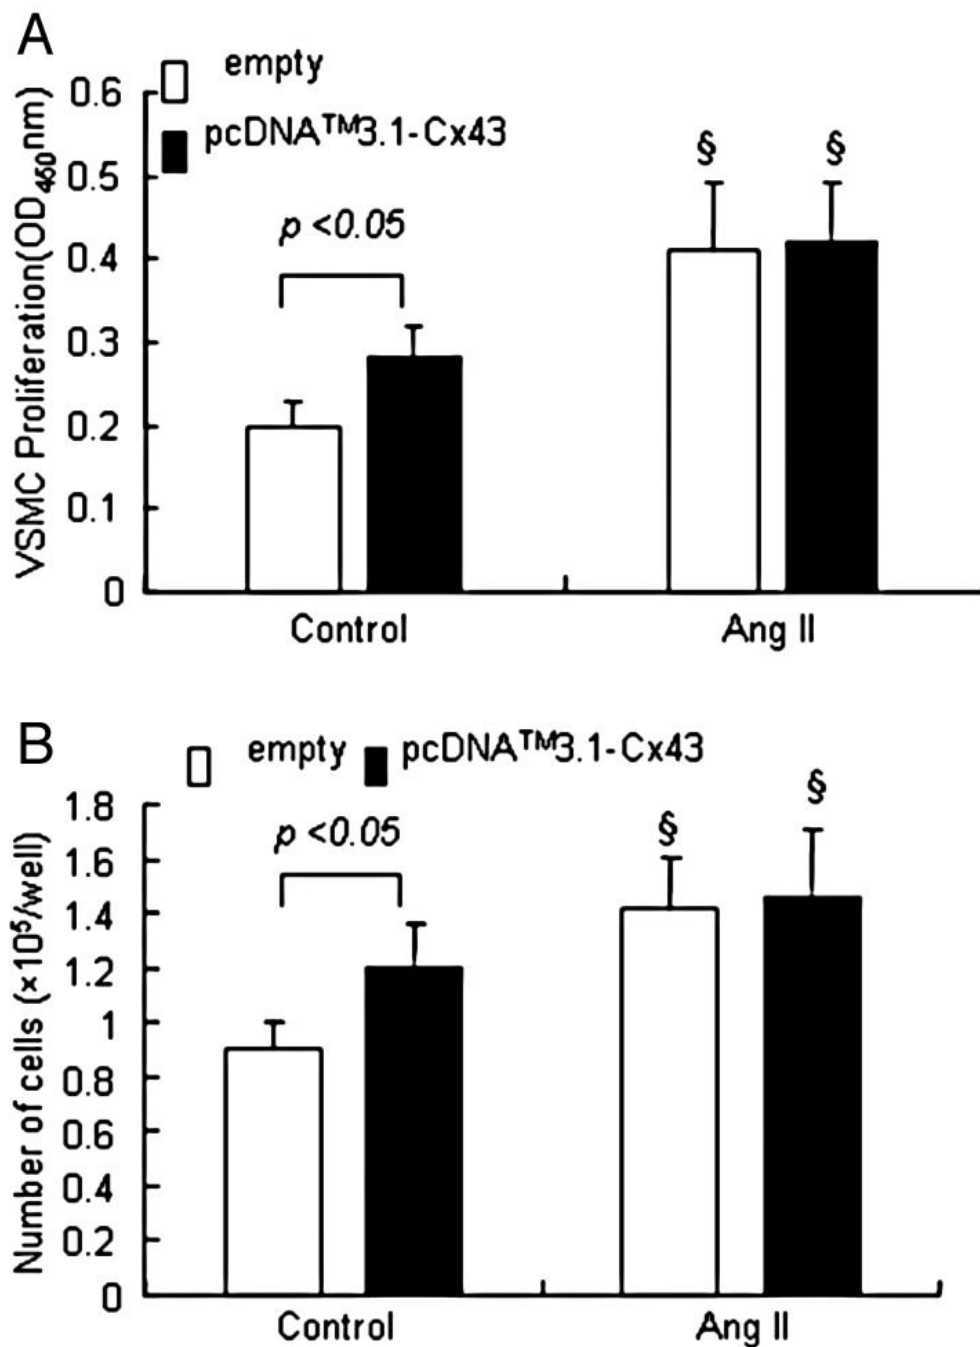 A
empty
pcDNA™3.1-Cx43
VSMC Proliferation(OD450nm)
0.6
0.5
0.4
0.3
0.2
0.1
0
p <0.05
§ §
Control Ang II
B
empty pcDNA™3.1-Cx43
Number of cells (×10⁵/well)
1.8
1.6
1.4
1.2
1
0.8
0.6
0.4
0.2
0
p <0.05
§ §
Control Ang II